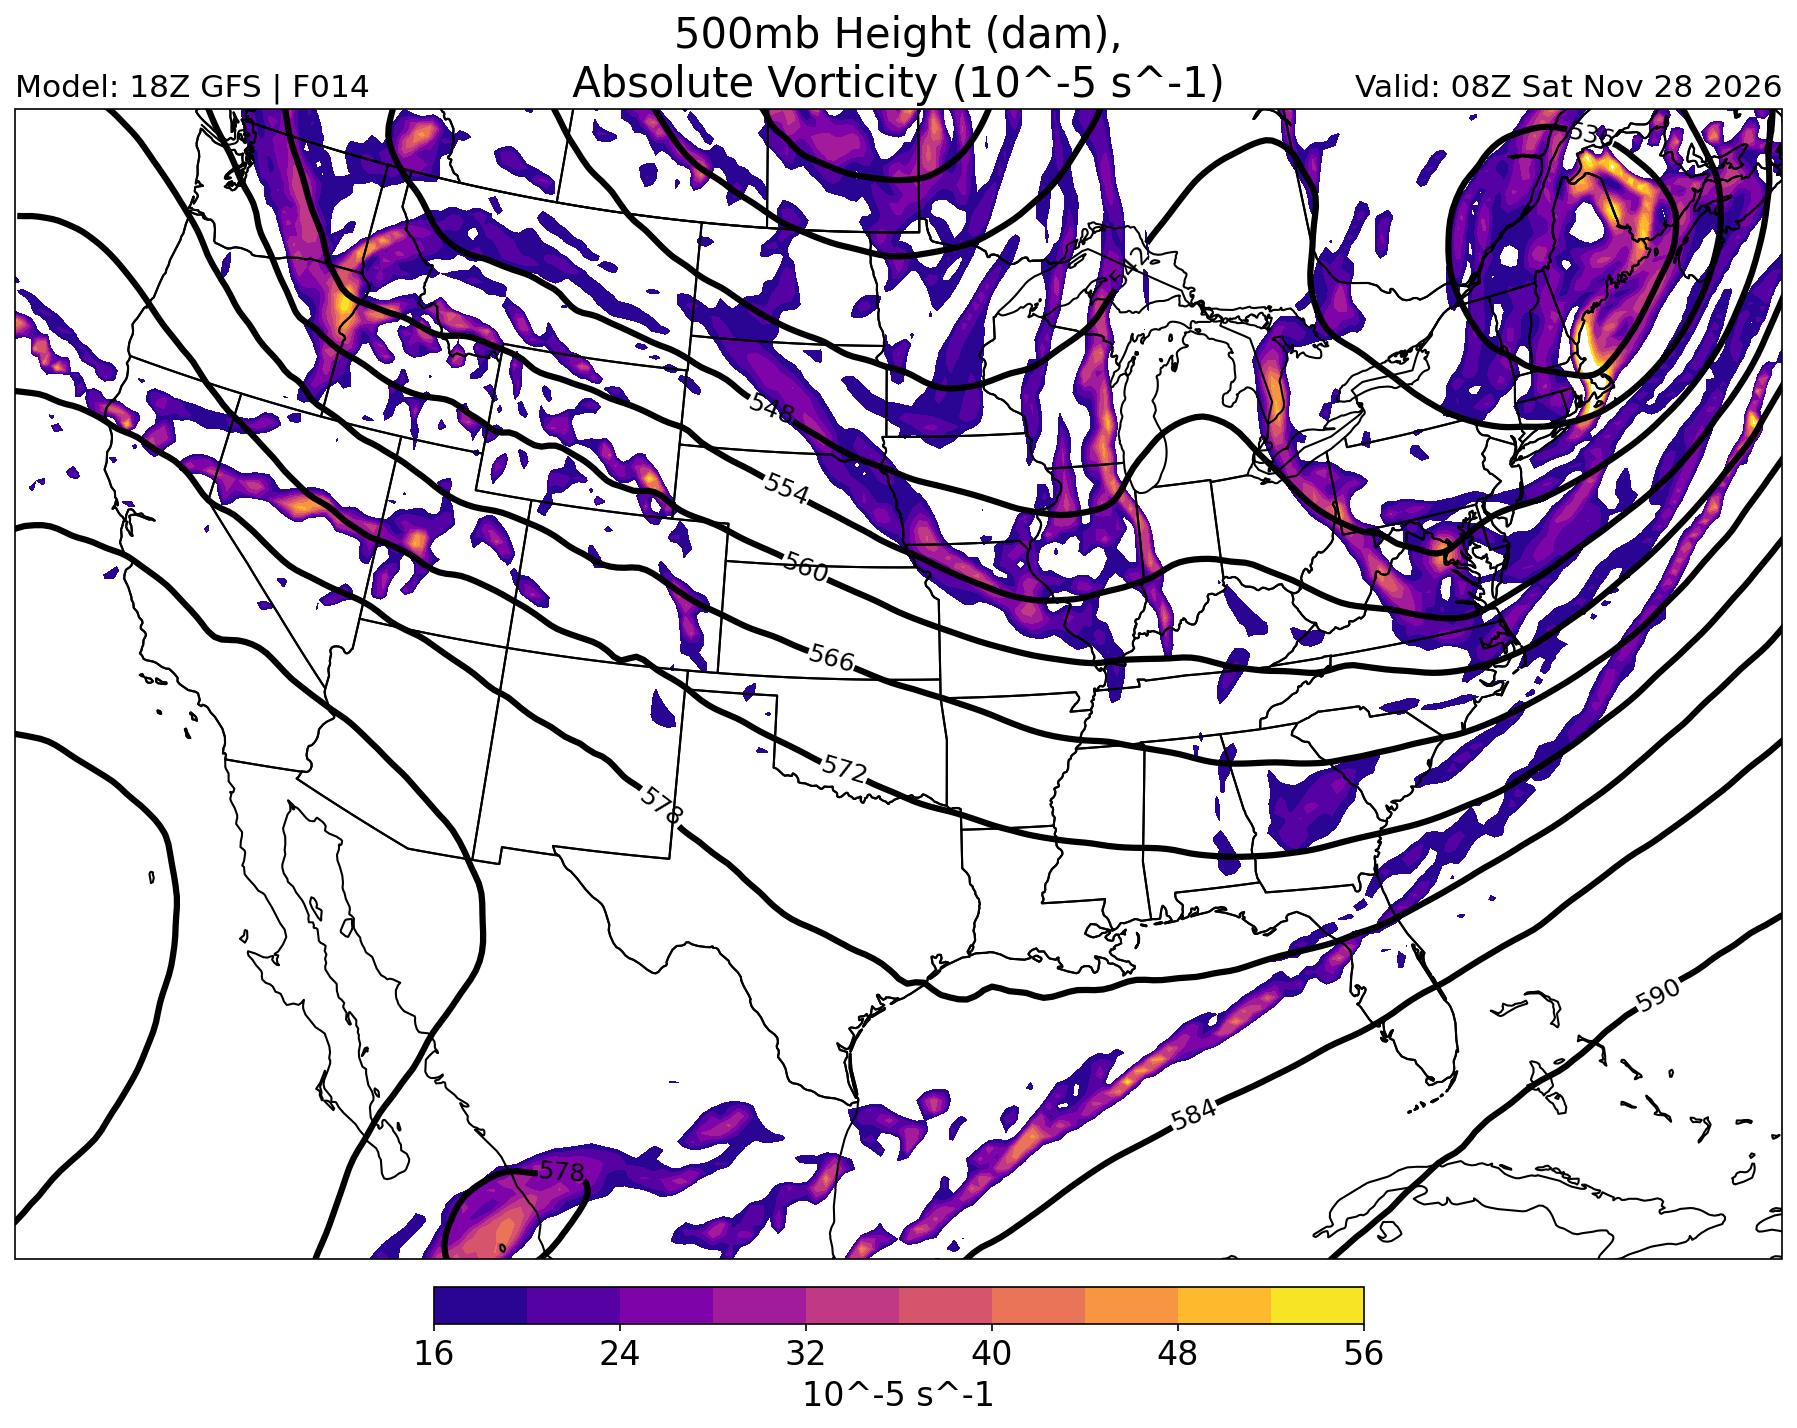 500mb Height (dam),
Absolute Vorticity (10^-5 s^-1)
Model: 18Z GFS | F014
Valid: 08Z Sat Nov 28 2026
536
548
554
560
566
572
578
578
584
590
16 24 32 40 48 56
10^-5 s^-1